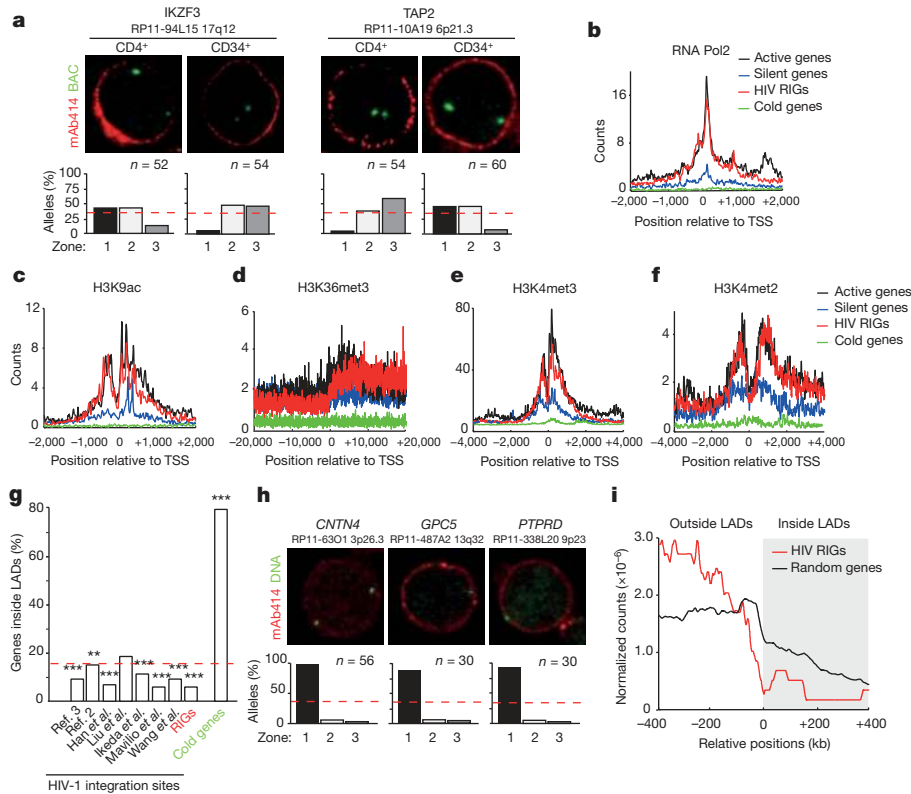 a
IKZF3
RP11-94L15 17q12
CD4+ CD34+
TAP2
RP11-10A19 6p21.3
CD4+ CD34+
mAb414 BAC
n = 52 n = 54 n = 54 n = 60
Alleles (%)
100
75
50
25
0
Zone: 1 2 3 1 2 3 1 2 3 1 2 3
b
RNA Pol2
Active genes
Silent genes
HIV RIGs
Cold genes
Counts
16
8
0
−2,000 −1,000 0 +1,000 +2,000
Position relative to TSS
c
H3K9ac
Counts
12
8
4
0
−2,000 −1,000 0 +1,000 +2,000
Position relative to TSS
d
H3K36met3
6
4
2
0
−20,000 −10,000 0 +10,000 +20,000
Position relative to TSS
e
H3K4met3
80
40
0
−4,000 −2,000 0 +2,000 +4,000
Position relative to TSS
f
H3K4met2
4
2
0
−4,000 −2,000 0 +2,000 +4,000
Position relative to TSS
Active genes
Silent genes
HIV RIGs
Cold genes
g
Genes inside LADs (%)
80
60
40
20
0
*** ** *** *** *** *** *** ***
Ref. 3
Ref. 2
Han et al.
Liu et al.
Ikeda et al.
Mavilio et al.
Wang et al.
RIGs
Cold genes
HIV-1 integration sites
h
CNTN4
RP11-63O1 3p26.3
GPC5
RP11-487A2 13q32
PTPRD
RP11-338L20 9p23
mAb414 DNA
n = 56 n = 30 n = 30
Alleles (%)
100
50
0
Zone: 1 2 3 1 2 3 1 2 3
i
Outside LADs Inside LADs
HIV RIGs
Random genes
Normalized counts (×10−6)
3.0
2.0
1.0
0
−400 −200 0 +200 +400
Relative positions (kb)